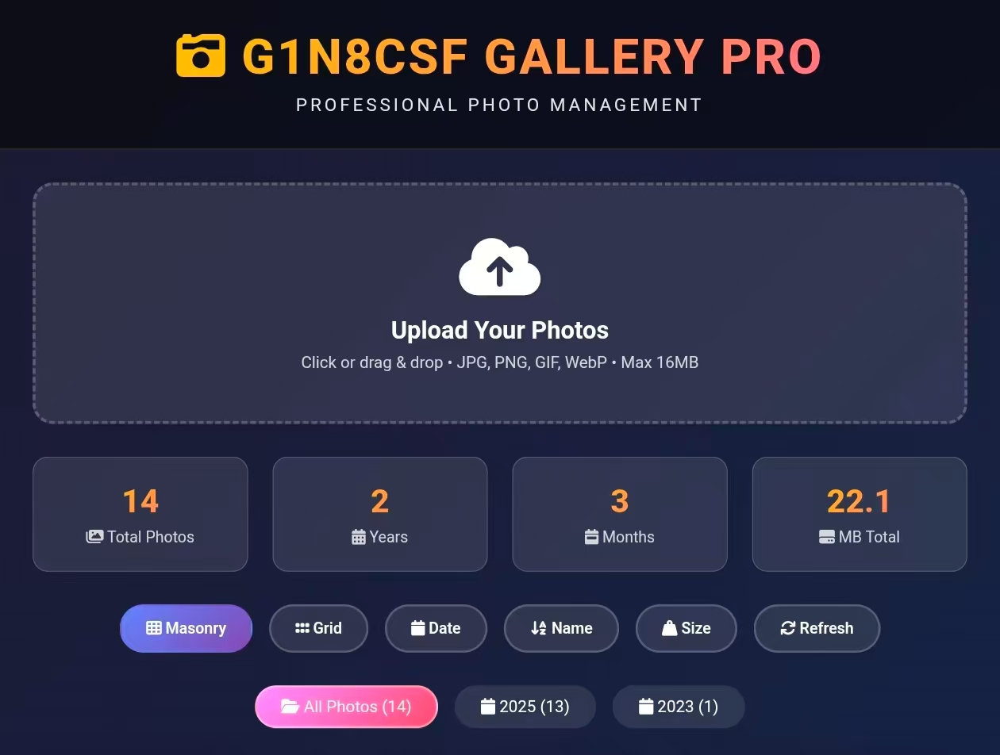 G1N8CSF GALLERY PRO
PROFESSIONAL PHOTO MANAGEMENT
Upload Your Photos
Click or drag & drop • JPG, PNG, GIF, WebP • Max 16MB
14
Total Photos
2
Years
3
Months
22.1
MB Total
Masonry
Grid
Date
Name
Size
Refresh
All Photos (14)
2025 (13)
2023 (1)